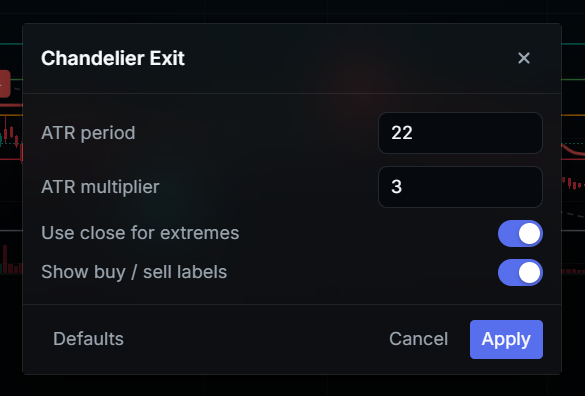 Chandelier Exit
ATR period
22
ATR multiplier
3
Use close for extremes
Show buy / sell labels
Defaults
Cancel
Apply